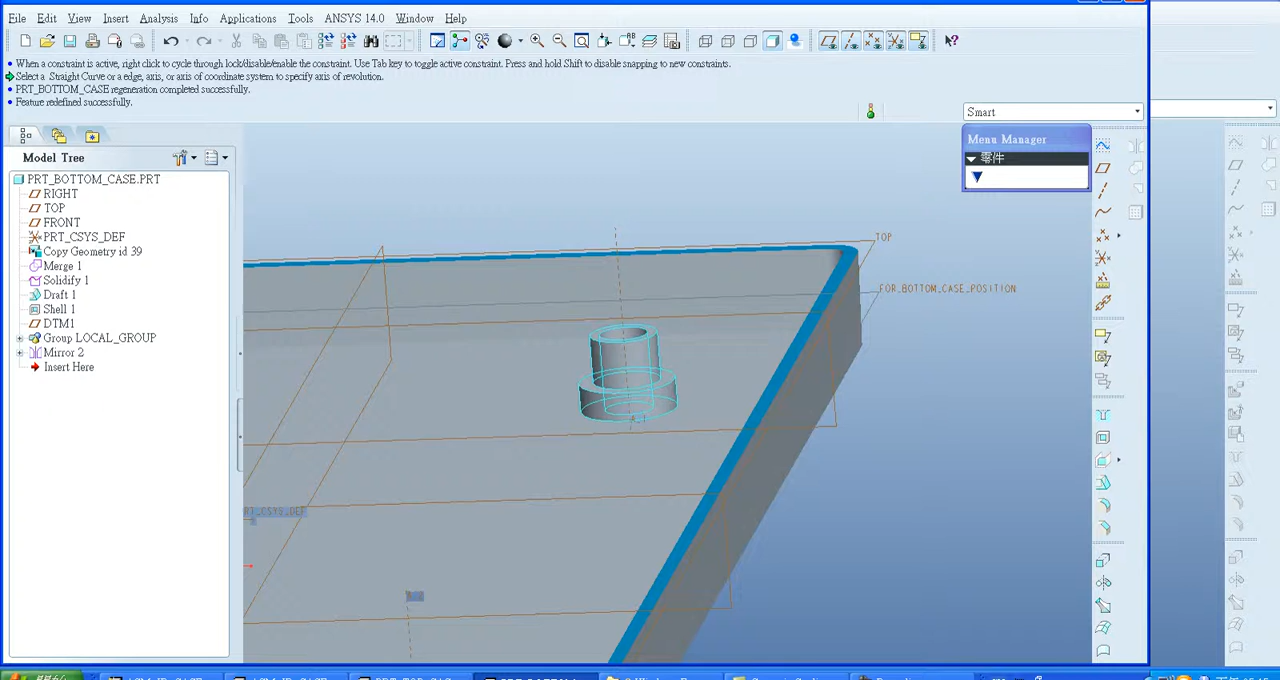 File Edit View Insert Analysis Info Applications Tools ANSYS 14.0 Window Help
When a constraint is active, right click to cycle through lock/disable/enable the constraint. Use Tab key to toggle active constraint. Press and hold Shift to disable snapping to new constraints.
Select a Straight Curve or a edge, axis, or axis of coordinate system to specify axis of revolution.
PRT_BOTTOM_CASE regeneration completed successfully.
Feature redefined successfully.
Smart
Menu Manager
零件
Model Tree
PRT_BOTTOM_CASE.PRT
RIGHT
TOP
FRONT
PRT_CSYS_DEF
Copy Geometry id 39
Merge 1
Solidify 1
Draft 1
Shell 1
DTM1
Group LOCAL_GROUP
Mirror 2
Insert Here
TOP
FOR_BOTTOM_CASE_POSITION
PRT_CSYS_DEF